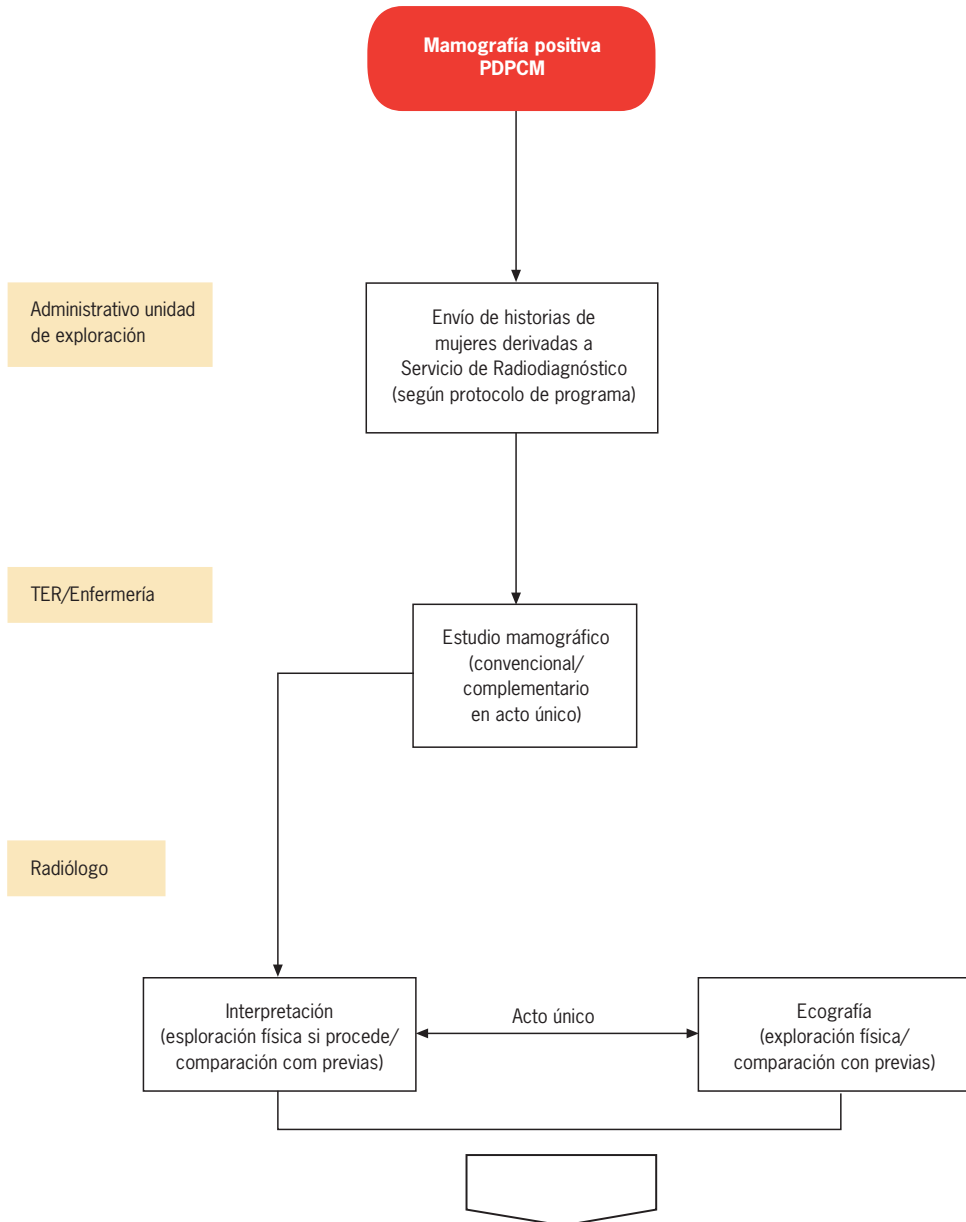 Mamografía positiva
PDPCM
Administrativo unidad
de exploración
Envío de historias de
mujeres derivadas a
Servicio de Radiodiagnóstico
(según protocolo de programa)
TER/Enfermería
Estudio mamográfico
(convencional/
complementario
en acto único)
Radiólogo
Interpretación
(esploración física si procede/
comparación com previas)
Acto único
Ecografía
(exploración física/
comparación con previas)